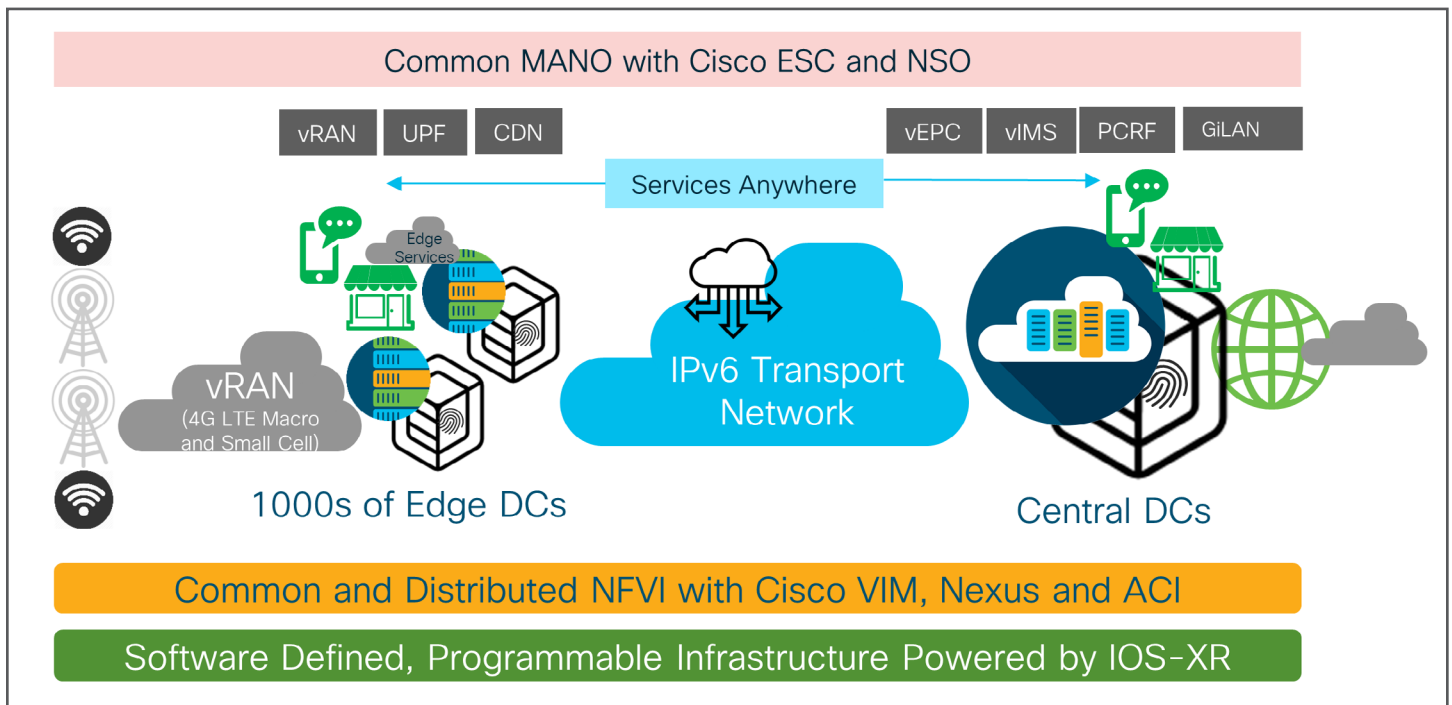 Common MANO with Cisco ESC and NSO
vRAN
UPF
CDN
vEPC
vIMS
PCRF
GiLAN
Services Anywhere
Edge
Services
vRAN
(4G LTE Macro
and Small Cell)
IPv6 Transport
Network
1000s of Edge DCs
Central DCs
Common and Distributed NFVI with Cisco VIM, Nexus and ACI
Software Defined, Programmable Infrastructure Powered by IOS-XR